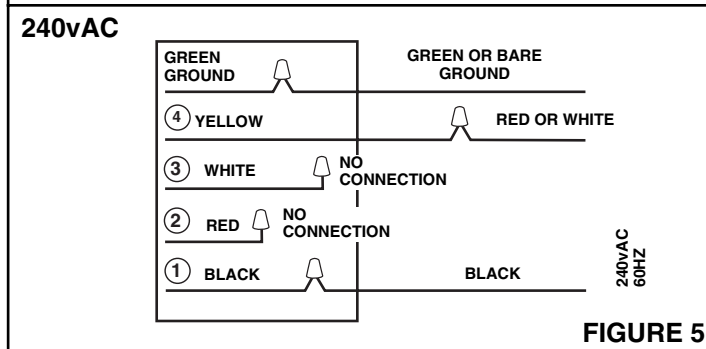 240vAC
GREEN
GROUND
GREEN OR BARE
GROUND
4 YELLOW
RED OR WHITE
3 WHITE
NO
CONNECTION
2 RED
NO
CONNECTION
1 BLACK
BLACK
240vAC
60HZ
FIGURE 5